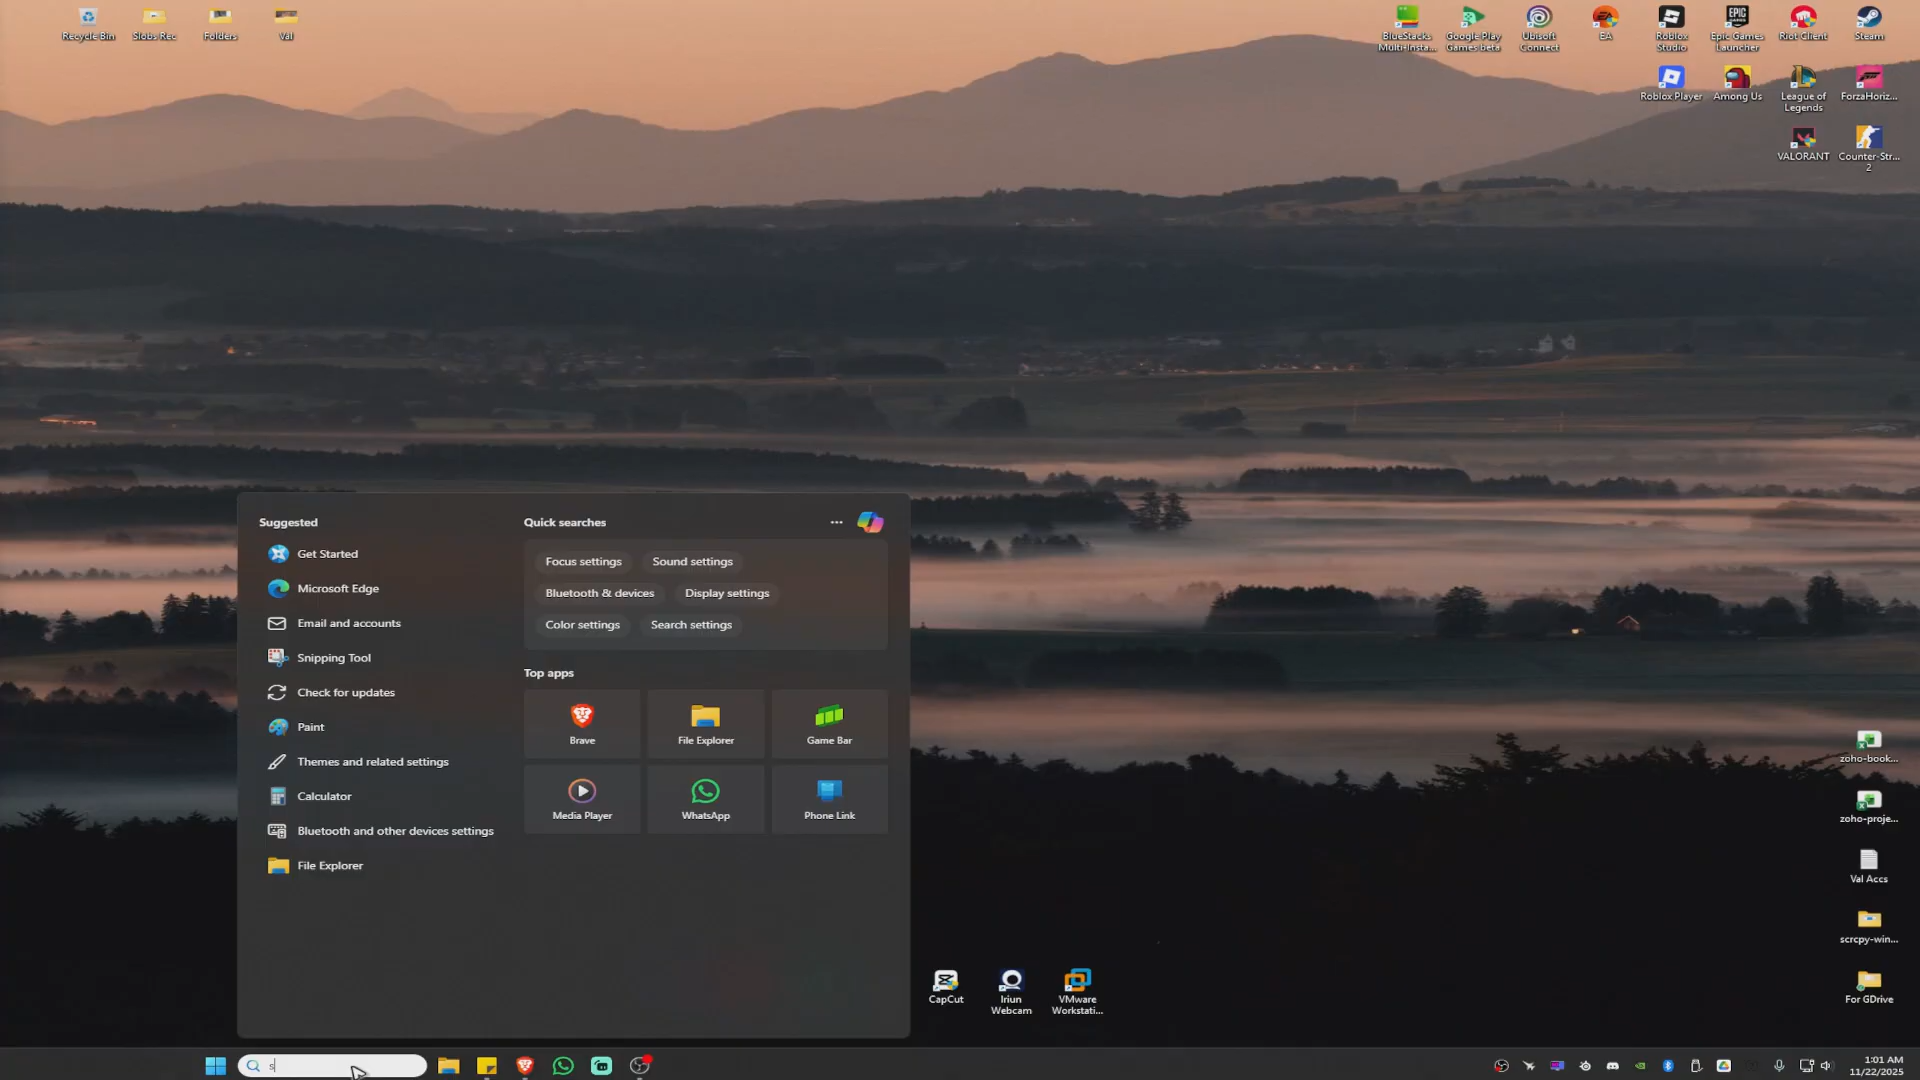 Recycle Bin
Slobs Rec
Folders
Val
BlueStacks
Multi-Insta...
Google Play
Games beta
Ubisoft
Connect
EA
Roblox
Studio
Epic Games
Launcher
Riot Client
Steam
Roblox Player
Among Us
League of
Legends
ForzaHoriz...
VALORANT
Counter-Str...
2
Suggested
Get Started
Microsoft Edge
Email and accounts
Snipping Tool
Check for updates
Paint
Themes and related settings
Calculator
Bluetooth and other devices settings
File Explorer
Quick searches
Focus settings
Sound settings
Bluetooth & devices
Display settings
Color settings
Search settings
Top apps
Brave
File Explorer
Game Bar
Media Player
WhatsApp
Phone Link
zoho-book...
zoho-proje...
Val Accs
scrcpy-win...
For GDrive
CapCut
Iriun
Webcam
VMware
Workstati...
s
1:01 AM
11/22/2025